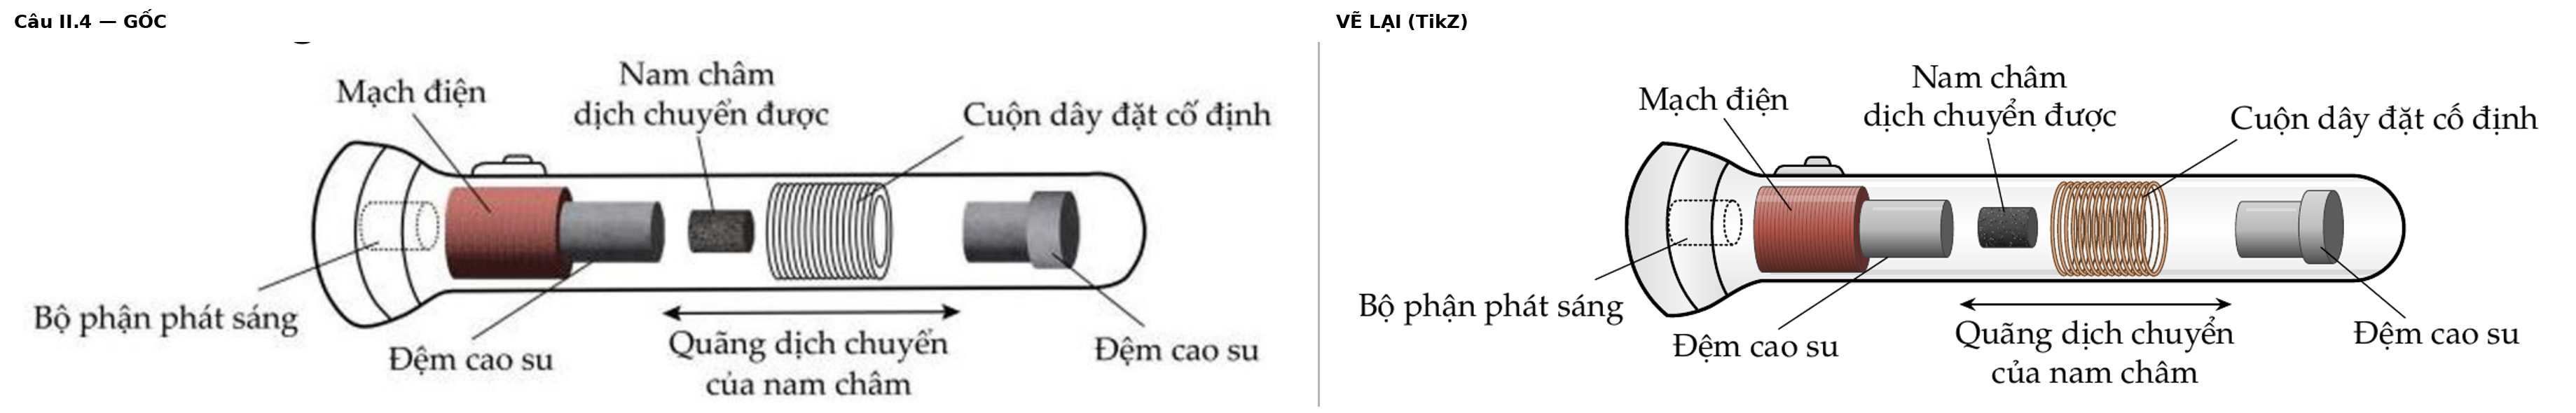 Câu II.4 — GỐC
Mạch điện
Nam châm
dịch chuyển được
Cuộn dây đặt cố định
Bộ phận phát sáng
Đệm cao su
Quãng dịch chuyển
của nam châm
Đệm cao su
VẼ LẠI (TikZ)
Mạch điện
Nam châm
dịch chuyển được
Cuộn dây đặt cố định
Bộ phận phát sáng
Đệm cao su
Quãng dịch chuyển
của nam châm
Đệm cao su